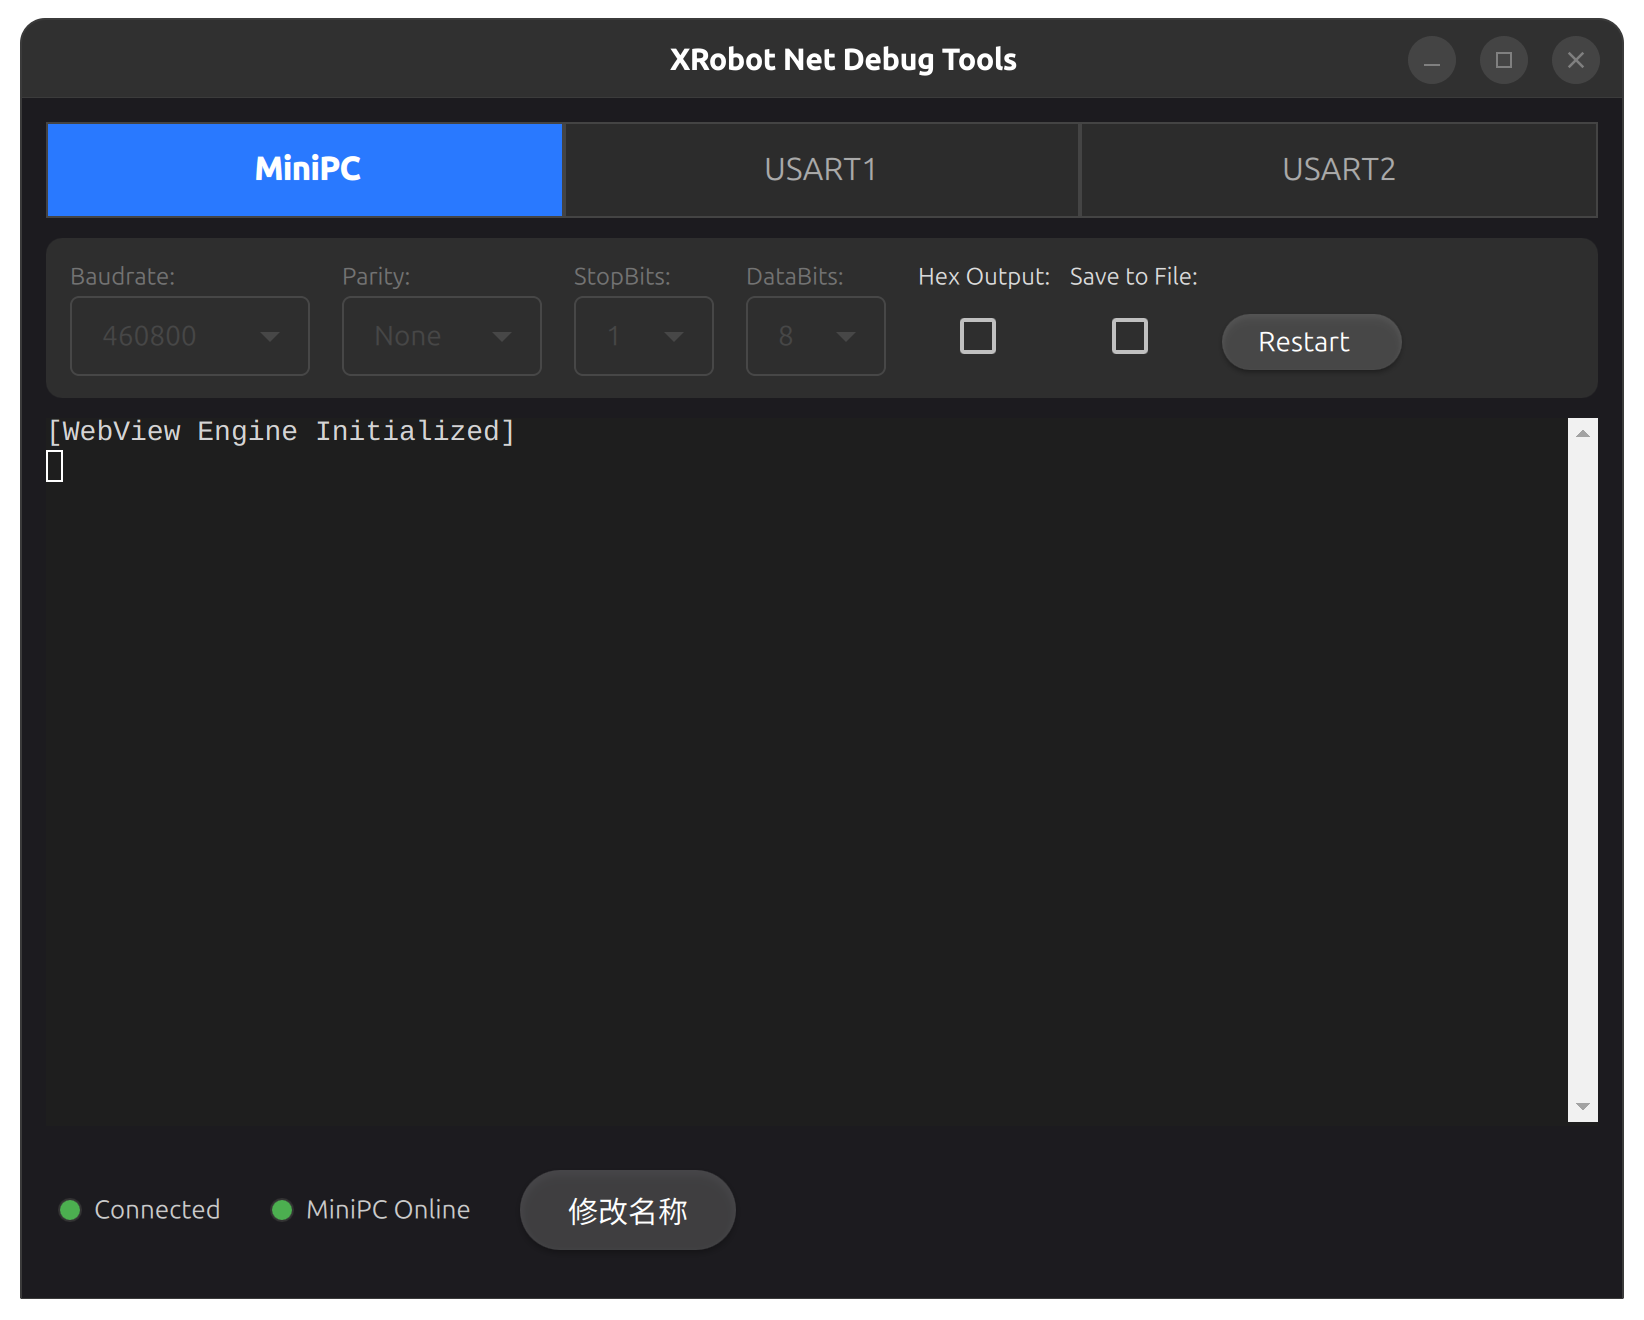 XRobot Net Debug Tools
MiniPC USART1 USART2
Baudrate: Parity: StopBits: DataBits: Hex Output: Save to File:
460800 None 1 8 Restart
[WebView Engine Initialized]
Connected MiniPC Online 修改名称